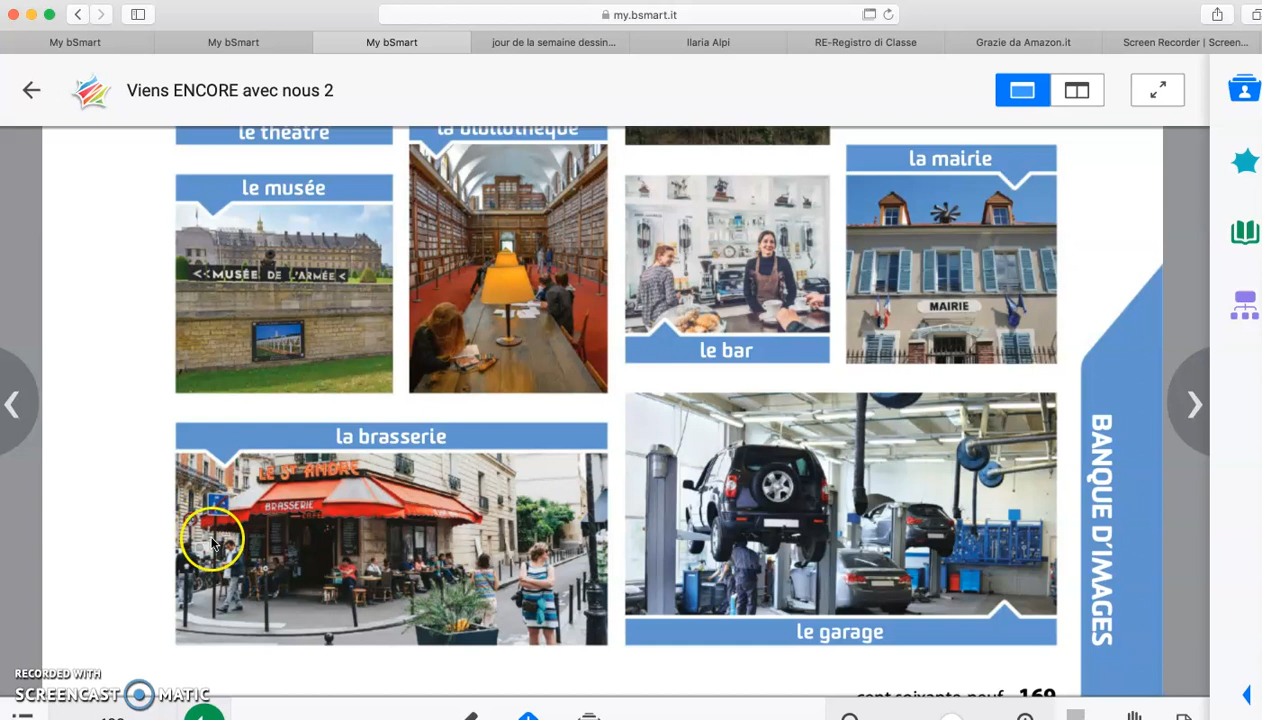 my.bsmart.it
My bSmart
My bSmart
My bSmart
jour de la semaine dessin...
Ilaria Alpi
RE-Registro di Classe
Grazie da Amazon.it
Screen Recorder | Screen...
Viens ENCORE avec nous 2
le théâtre
la bibliothèque
la mairie
le musée
<<MUSÉE DE L'ARMÉE<
MAIRIE
le bar
la brasserie
LE ST ANDRÉ
BRASSERIE
BANQUE D'IMAGES
le garage
RECORDED WITH
SCREENCAST MATIC
cent soixante-neuf 169